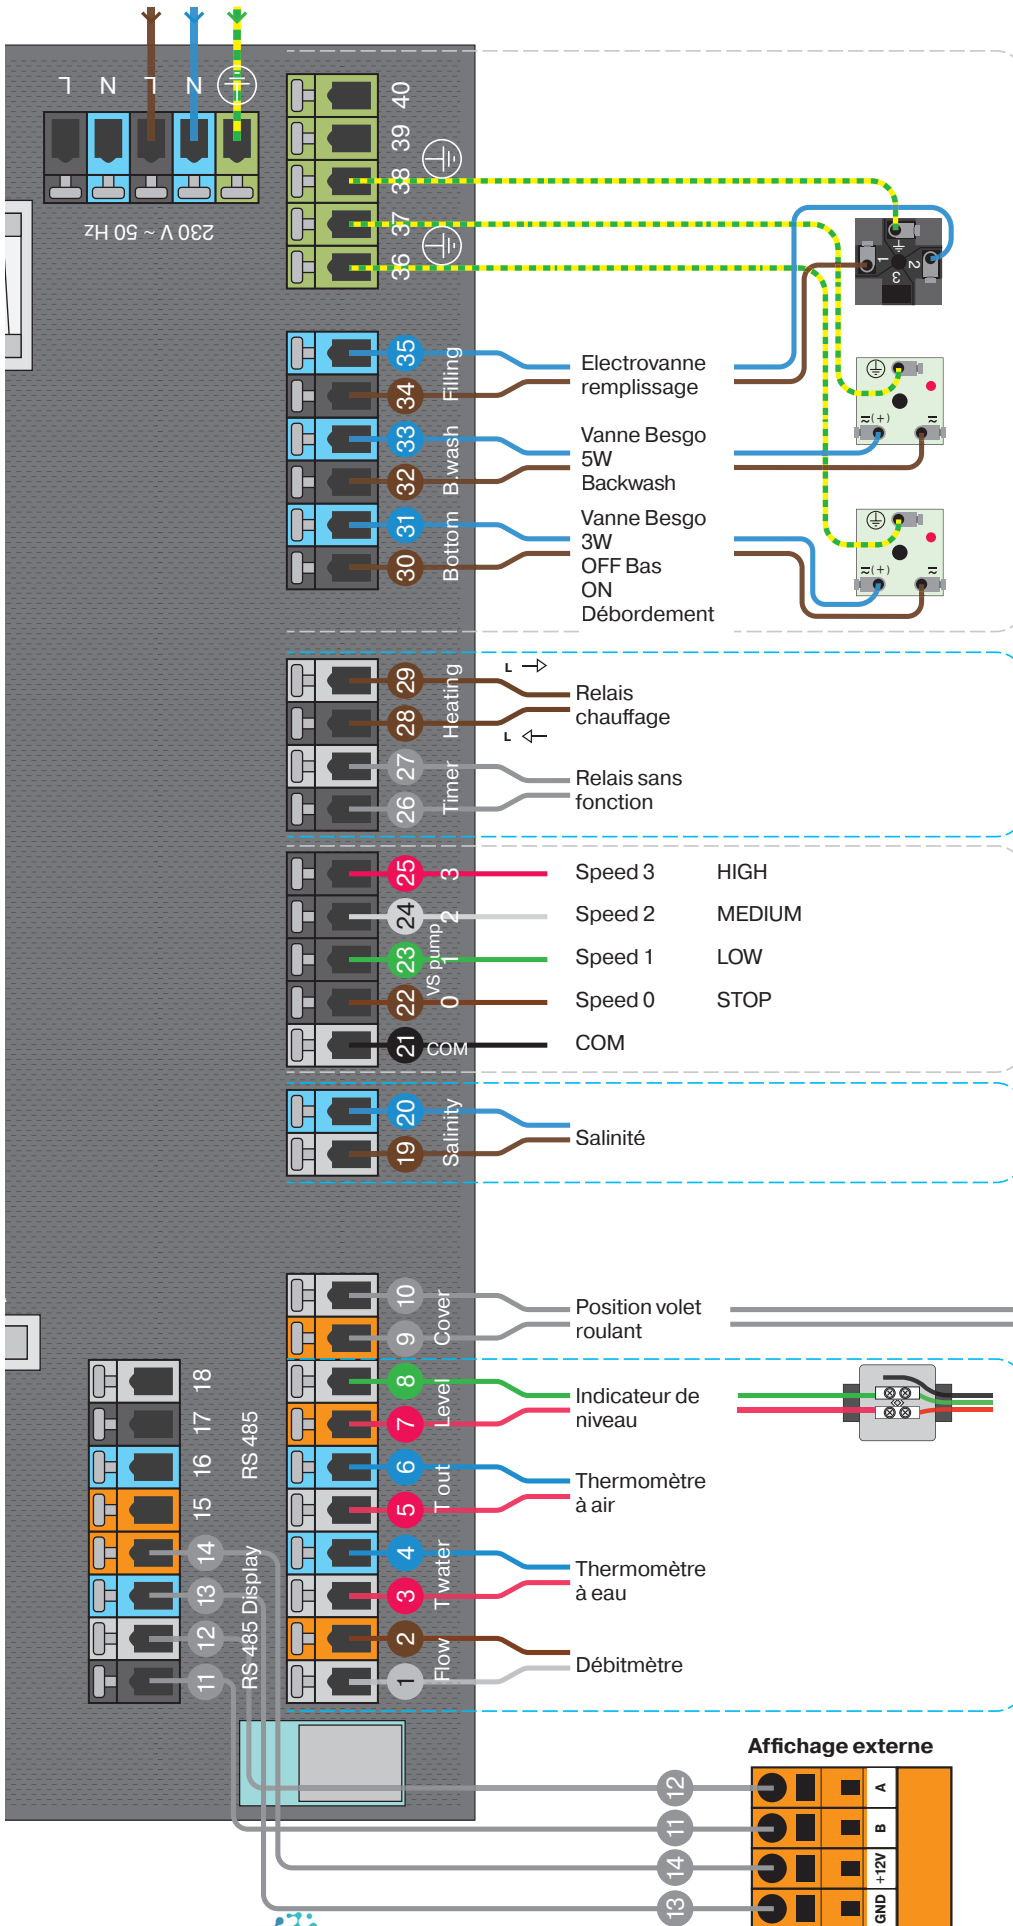 L N L N
230 V ~ 50 Hz
40
39
38
37
36
1 2 3
35
34
Filling
Electrovanne
remplissage
33
32
B.wash
Vanne Besgo
5W
Backwash
≂(+) ≂
31
30
Bottom
Vanne Besgo
3W
OFF Bas
ON
Débordement
≂(+) ≂
29
28
Heating
L
L
Relais
chauffage
27
26
Timer
Relais sans
fonction
25 3 Speed 3 HIGH
24 2 Speed 2 MEDIUM
23 1 Speed 1 LOW
22 0 Speed 0 STOP
VS pump
21 COM COM
20
19
Salinity
Salinité
10
9
Cover
Position volet
roulant
8
7
Level
Indicateur de
niveau
6
5
T out
Thermomètre
à air
4
3
T water
Thermomètre
à eau
2
1
Flow
Débitmètre
18
17
16
15
RS 485
14
13
12
11
RS 485 Display
Affichage externe
12 A
11 B
14 +12V
13 GND